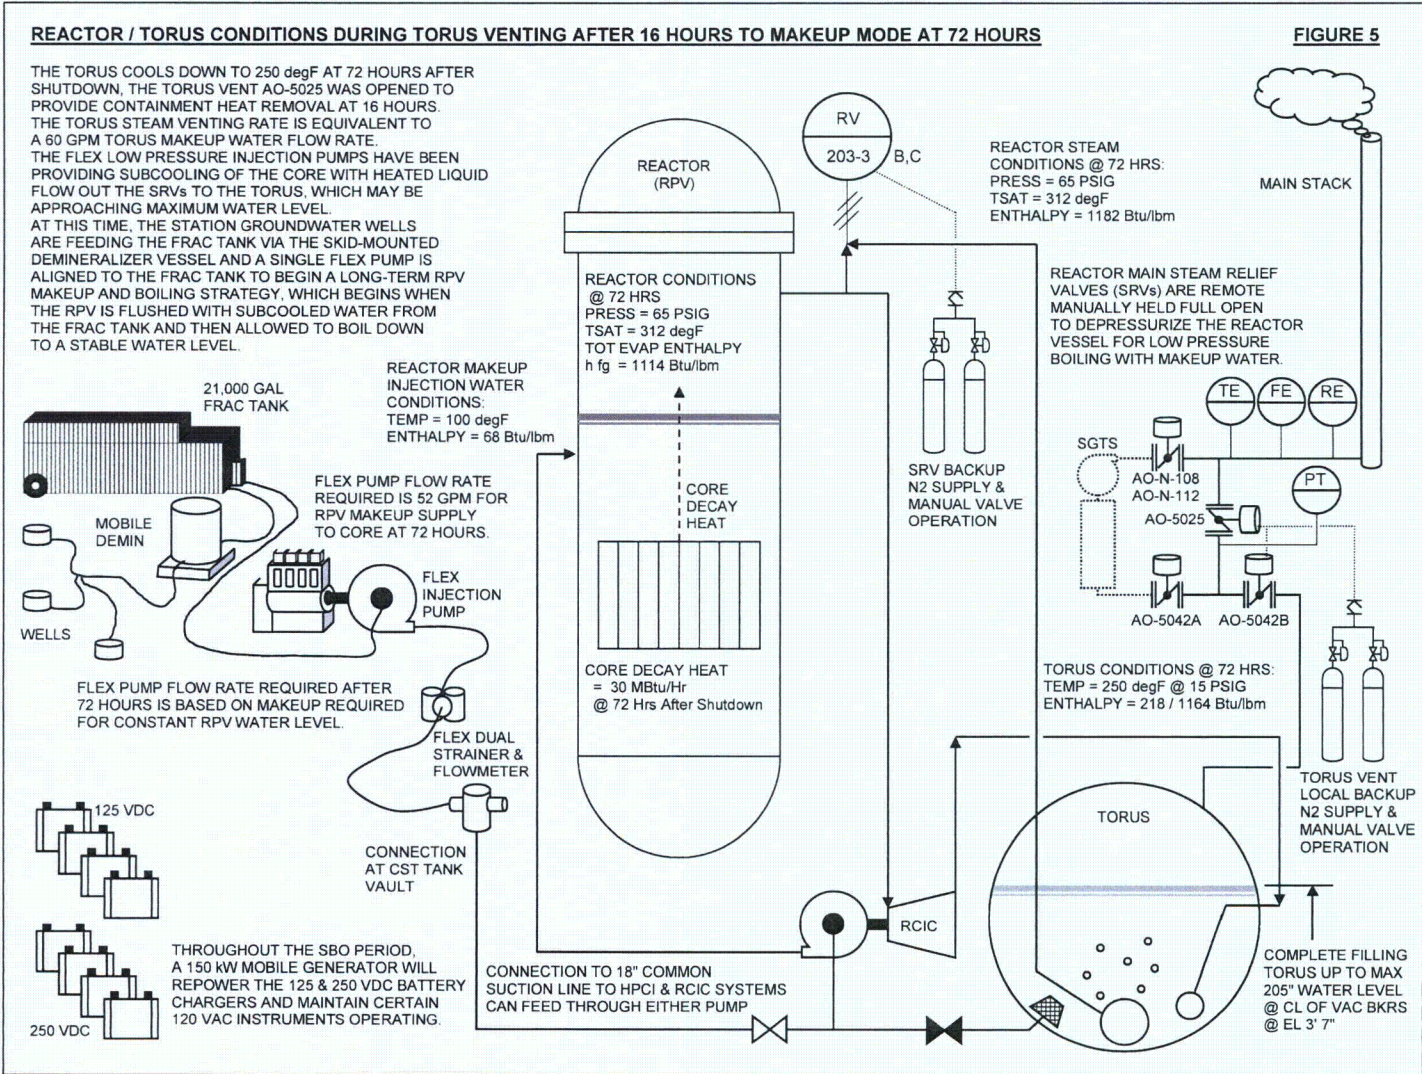 REACTOR / TORUS CONDITIONS DURING TORUS VENTING AFTER 16 HOURS TO MAKEUP MODE AT 72 HOURS
FIGURE 5
THE TORUS COOLS DOWN TO 250 degF AT 72 HOURS AFTER
SHUTDOWN, THE TORUS VENT AO-5025 WAS OPENED TO
PROVIDE CONTAINMENT HEAT REMOVAL AT 16 HOURS.
THE TORUS STEAM VENTING RATE IS EQUIVALENT TO
A 60 GPM TORUS MAKEUP WATER FLOW RATE.
THE FLEX LOW PRESSURE INJECTION PUMPS HAVE BEEN
PROVIDING SUBCOOLING OF THE CORE WITH HEATED LIQUID
FLOW OUT THE SRVs TO THE TORUS, WHICH MAY BE
APPROACHING MAXIMUM WATER LEVEL.
AT THIS TIME, THE STATION GROUNDWATER WELLS
ARE FEEDING THE FRAC TANK VIA THE SKID-MOUNTED
DEMINERALIZER VESSEL AND A SINGLE FLEX PUMP IS
ALIGNED TO THE FRAC TANK TO BEGIN A LONG-TERM RPV
MAKEUP AND BOILING STRATEGY, WHICH BEGINS WHEN
THE RPV IS FLUSHED WITH SUBCOOLED WATER FROM
THE FRAC TANK AND THEN ALLOWED TO BOIL DOWN
TO A STABLE WATER LEVEL.
REACTOR
(RPV)
RV
203-3
B,C
REACTOR STEAM
CONDITIONS @ 72 HRS:
PRESS = 65 PSIG
TSAT = 312 degF
ENTHALPY = 1182 Btu/lbm
MAIN STACK
REACTOR CONDITIONS
@ 72 HRS
PRESS = 65 PSIG
TSAT = 312 degF
TOT EVAP ENTHALPY
h fg = 1114 Btu/lbm
REACTOR MAIN STEAM RELIEF
VALVES (SRVs) ARE REMOTE
MANUALLY HELD FULL OPEN
TO DEPRESSURIZE THE REACTOR
VESSEL FOR LOW PRESSURE
BOILING WITH MAKEUP WATER.
REACTOR MAKEUP
INJECTION WATER
CONDITIONS:
TEMP = 100 degF
ENTHALPY = 68 Btu/lbm
21,000 GAL
FRAC TANK
TE
FE
RE
SGTS
AO-N-108
AO-N-112
PT
AO-5025
SRV BACKUP
N2 SUPPLY &
MANUAL VALVE
OPERATION
FLEX PUMP FLOW RATE
REQUIRED IS 52 GPM FOR
RPV MAKEUP SUPPLY
TO CORE AT 72 HOURS.
CORE
DECAY
HEAT
MOBILE
DEMIN
FLEX
INJECTION
PUMP
WELLS
AO-5042A
AO-5042B
CORE DECAY HEAT
= 30 MBtu/Hr
@ 72 Hrs After Shutdown
TORUS CONDITIONS @ 72 HRS:
TEMP = 250 degF @ 15 PSIG
ENTHALPY = 218 / 1164 Btu/lbm
FLEX PUMP FLOW RATE REQUIRED AFTER
72 HOURS IS BASED ON MAKEUP REQUIRED
FOR CONSTANT RPV WATER LEVEL.
FLEX DUAL
STRAINER &
FLOWMETER
TORUS VENT
LOCAL BACKUP
N2 SUPPLY &
MANUAL VALVE
OPERATION
125 VDC
TORUS
CONNECTION
AT CST TANK
VAULT
RCIC
THROUGHOUT THE SBO PERIOD,
A 150 kW MOBILE GENERATOR WILL
REPOWER THE 125 & 250 VDC BATTERY
CHARGERS AND MAINTAIN CERTAIN
120 VAC INSTRUMENTS OPERATING.
250 VDC
CONNECTION TO 18" COMMON
SUCTION LINE TO HPCI & RCIC SYSTEMS
CAN FEED THROUGH EITHER PUMP
COMPLETE FILLING
TORUS UP TO MAX
205" WATER LEVEL
@ CL OF VAC BKRS
@ EL 3' 7"